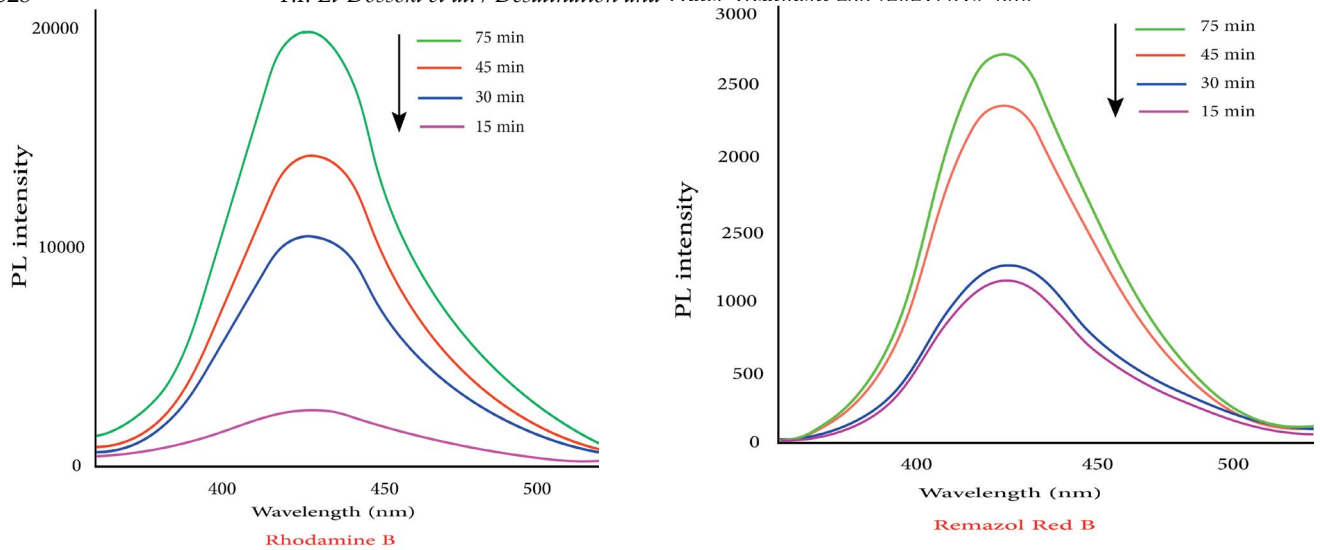 20000
10000
0
PL intensity
75 min
45 min
30 min
15 min
400
450
500
Wavelength (nm)
Rhodamine B
3000
2500
2000
2500
1000
500
0
PL intensity
75 min
45 min
30 min
15 min
400
450
500
Wavelength (nm)
Remazol Red B